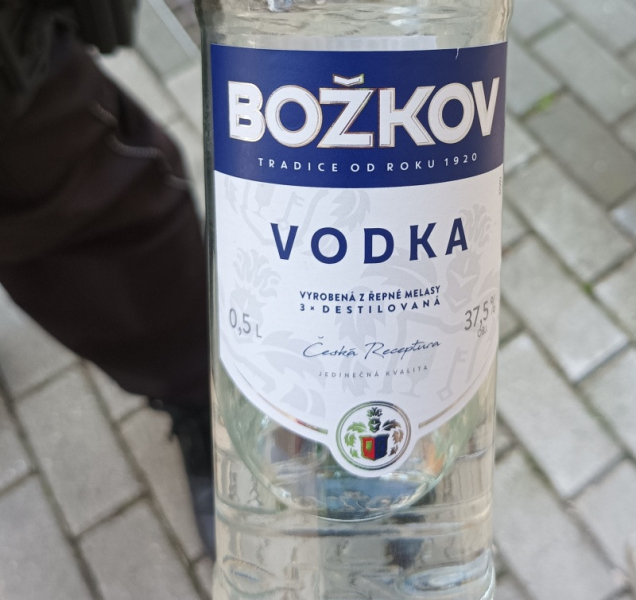 BOŽKOV
TRADICE OD ROKU 1920
VODKA
VYROBENÁ Z ŘEPNÉ MELASY
3× DESTILOVANÁ
0,5 L
37,5%
obj.
Česká Receptura
JEDINEČNÁ KVALITA